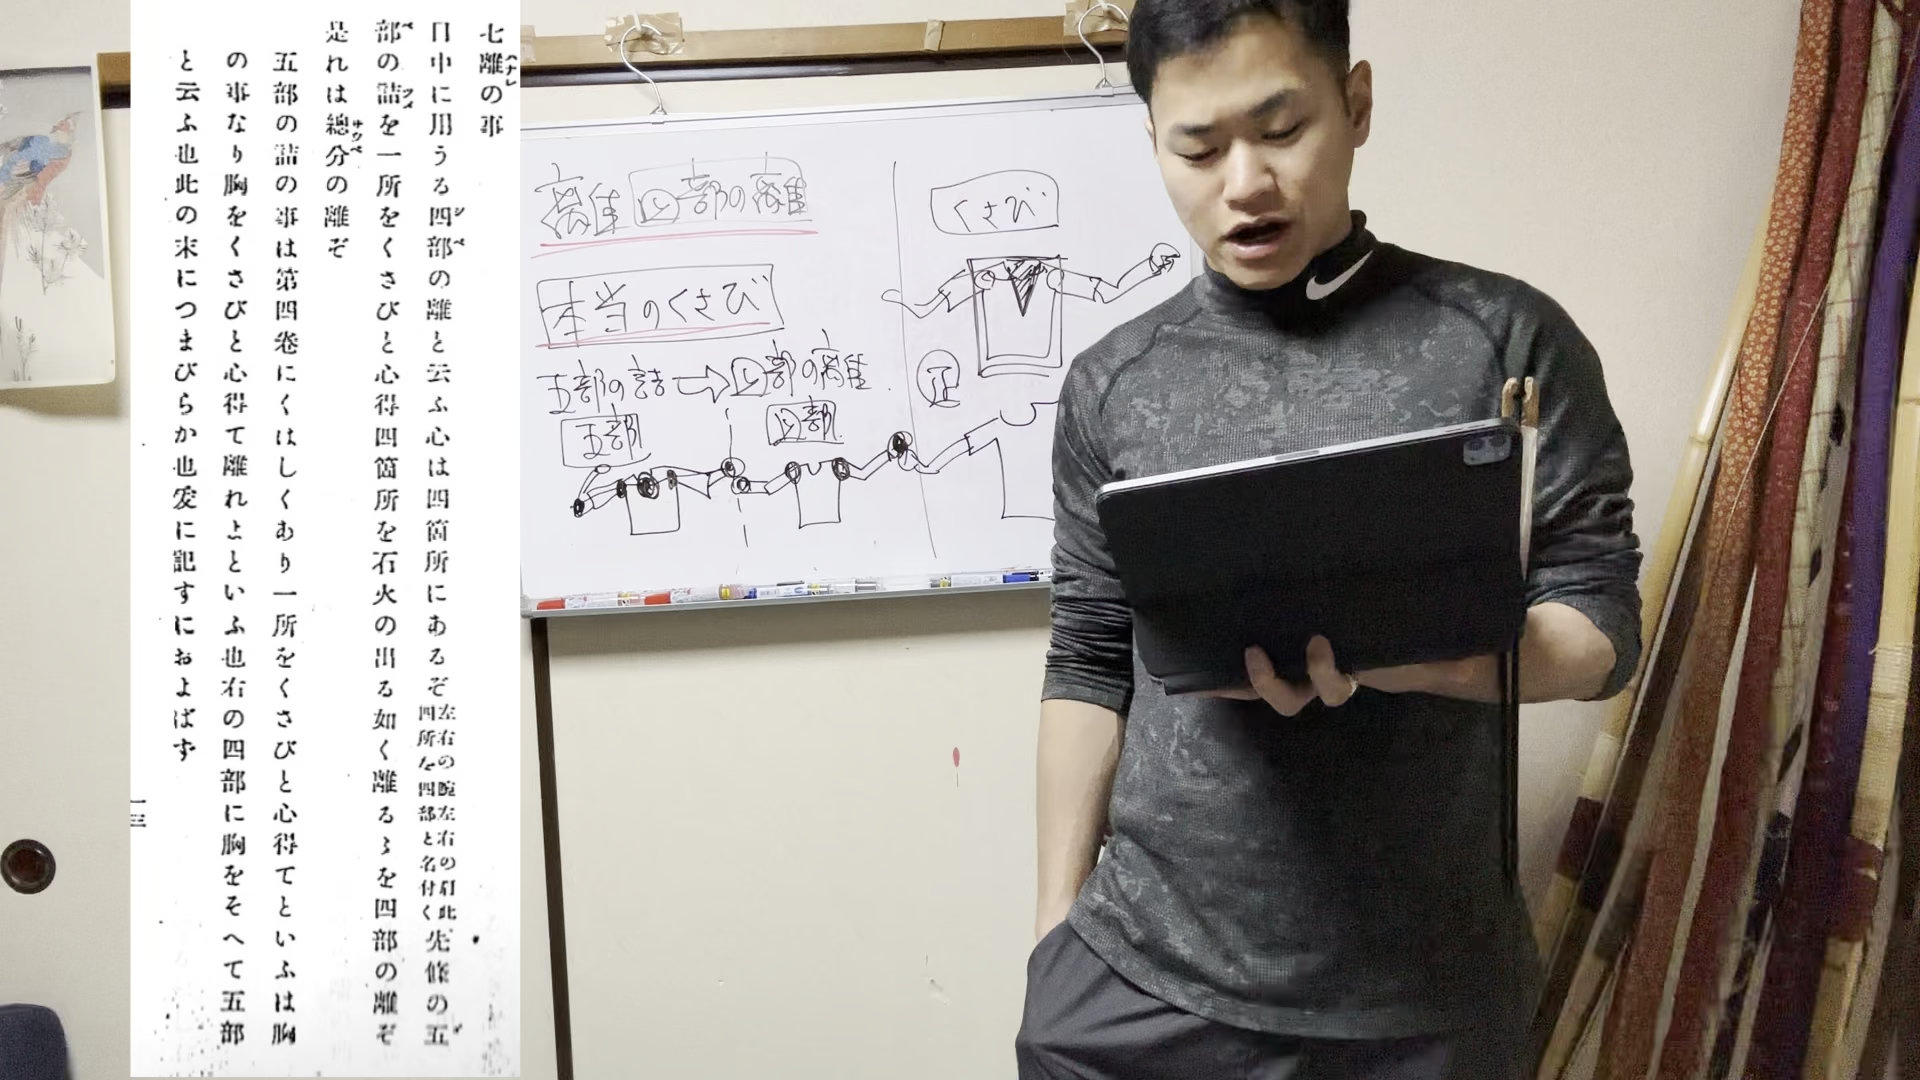 七離の事
日中に用うる四部の離と云ふ心は四箇所にあるぞ左右の腕左右の肩此四所を四部と名付く先條の五
部の詰を一所をくさびと心得四箇所を石火の出る如く離るゝを四部の離ぞ
是れは總分の離ぞ
五部の詰の事は第四卷にくはしくあり一所をくさびと心得てといふは胸
の事なり胸をくさびと心得て離れよといふ也右の四部に胸をそへて五部
と云ふ也此の末につまびらか也爰に記すにおよばず
一三
離 四部の離
本当のくさび
五部の詰→四部の離
五部
四部
くさび
正